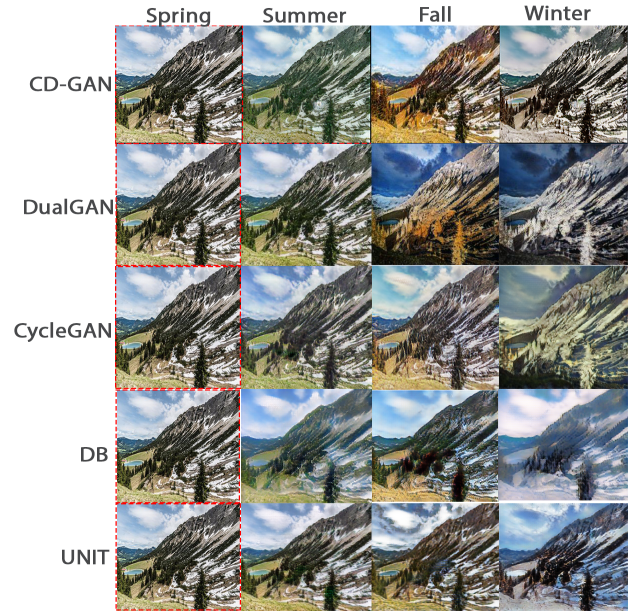 Spring Summer Fall Winter
CD-GAN
DualGAN
CycleGAN
DB
UNIT